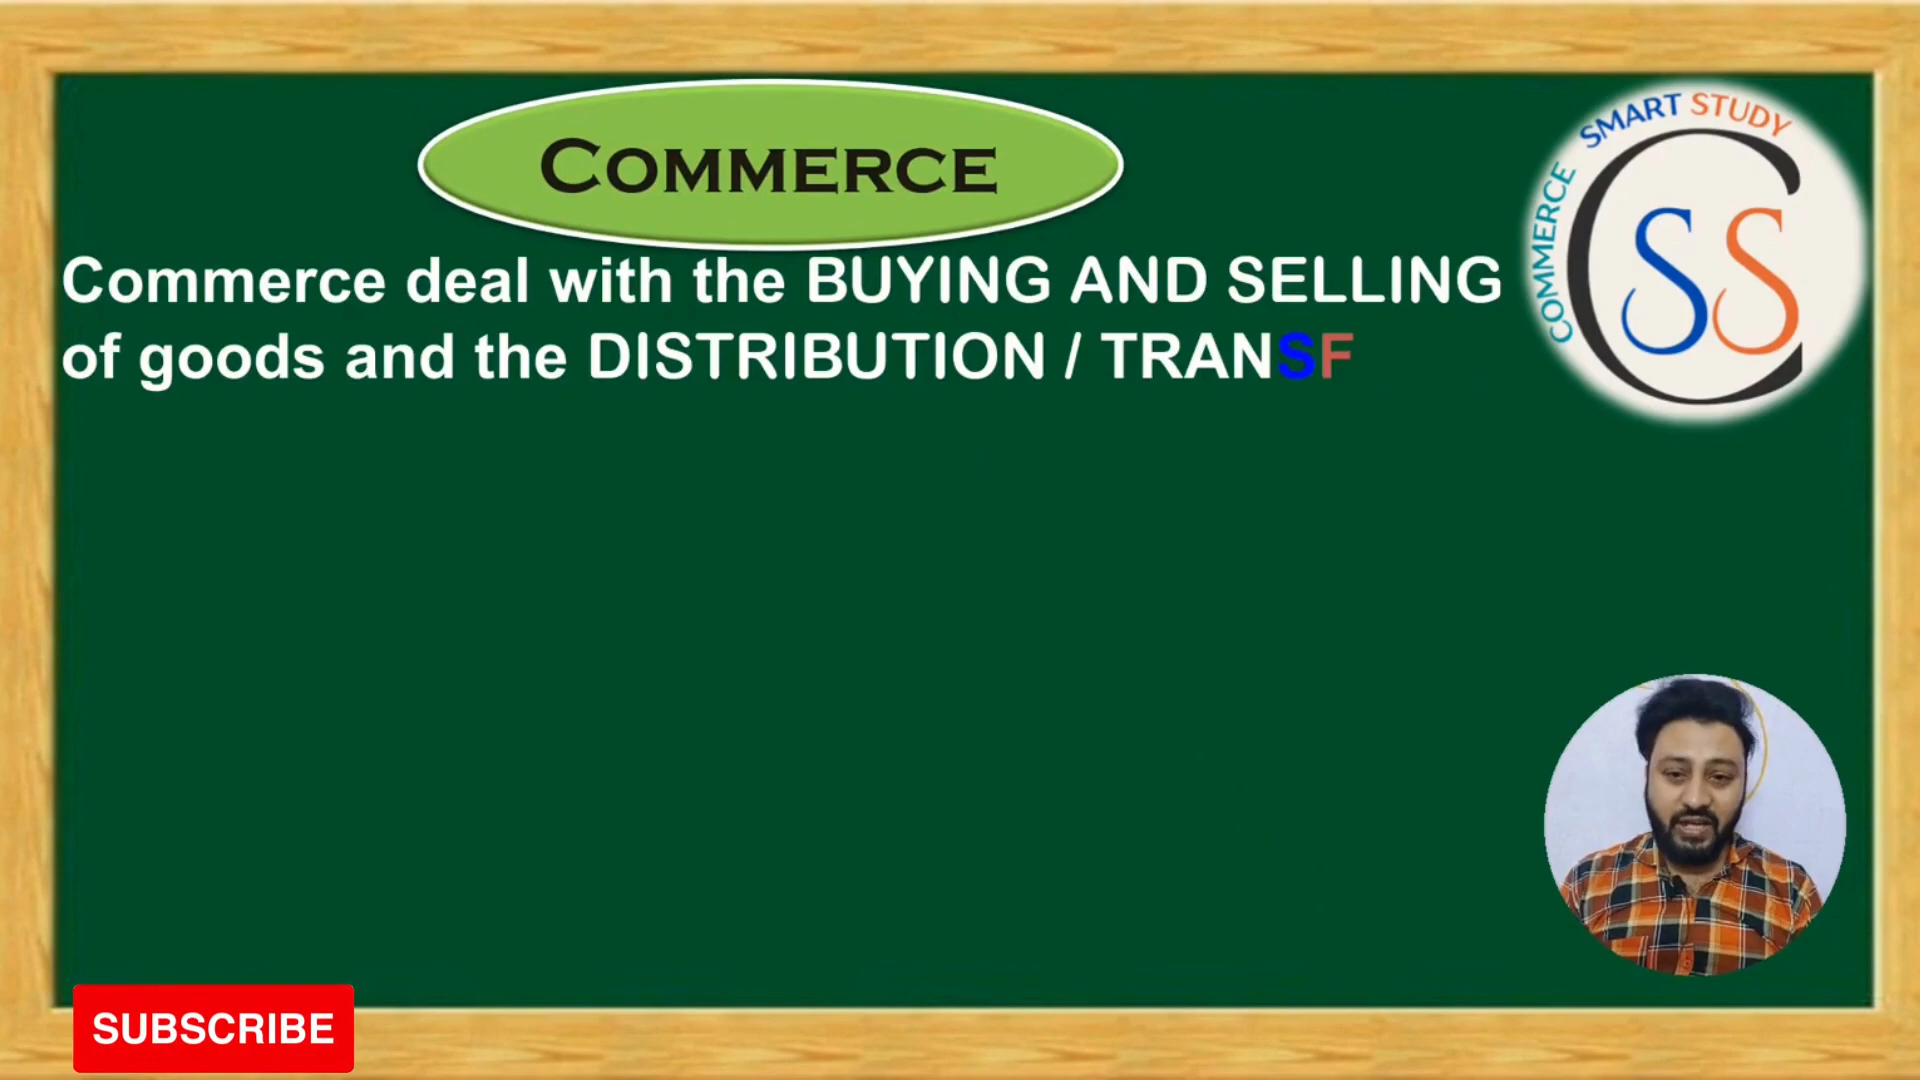 COMMERCE
Commerce deal with the BUYING AND SELLING
of goods and the DISTRIBUTION / TRANSF
COMMERCE SMART STUDY
CSS
SUBSCRIBE